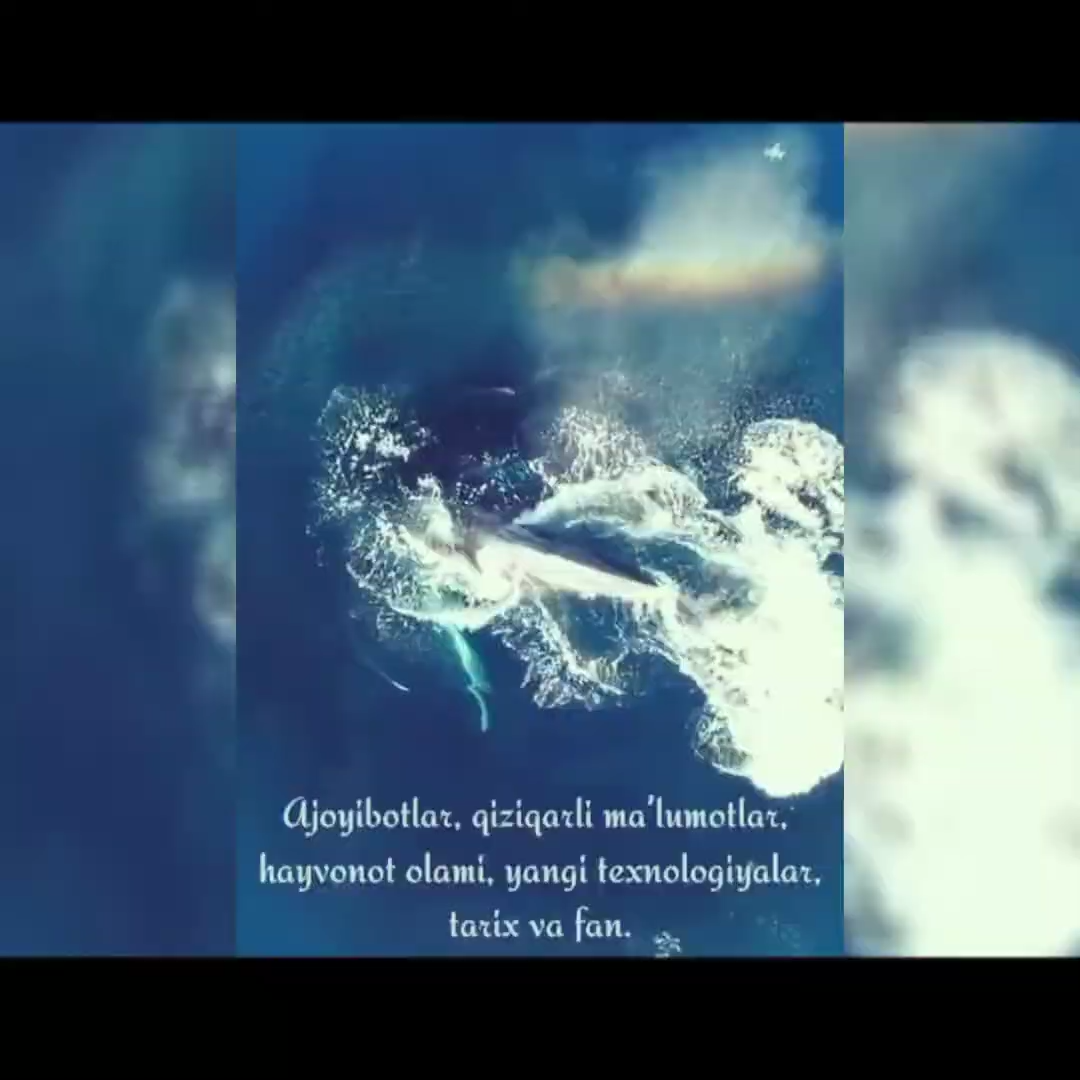 Ajoyibotlar, qiziqarli ma'lumotlar,
hayvonot olami, yangi texnologiyalar,
tarix va fan.